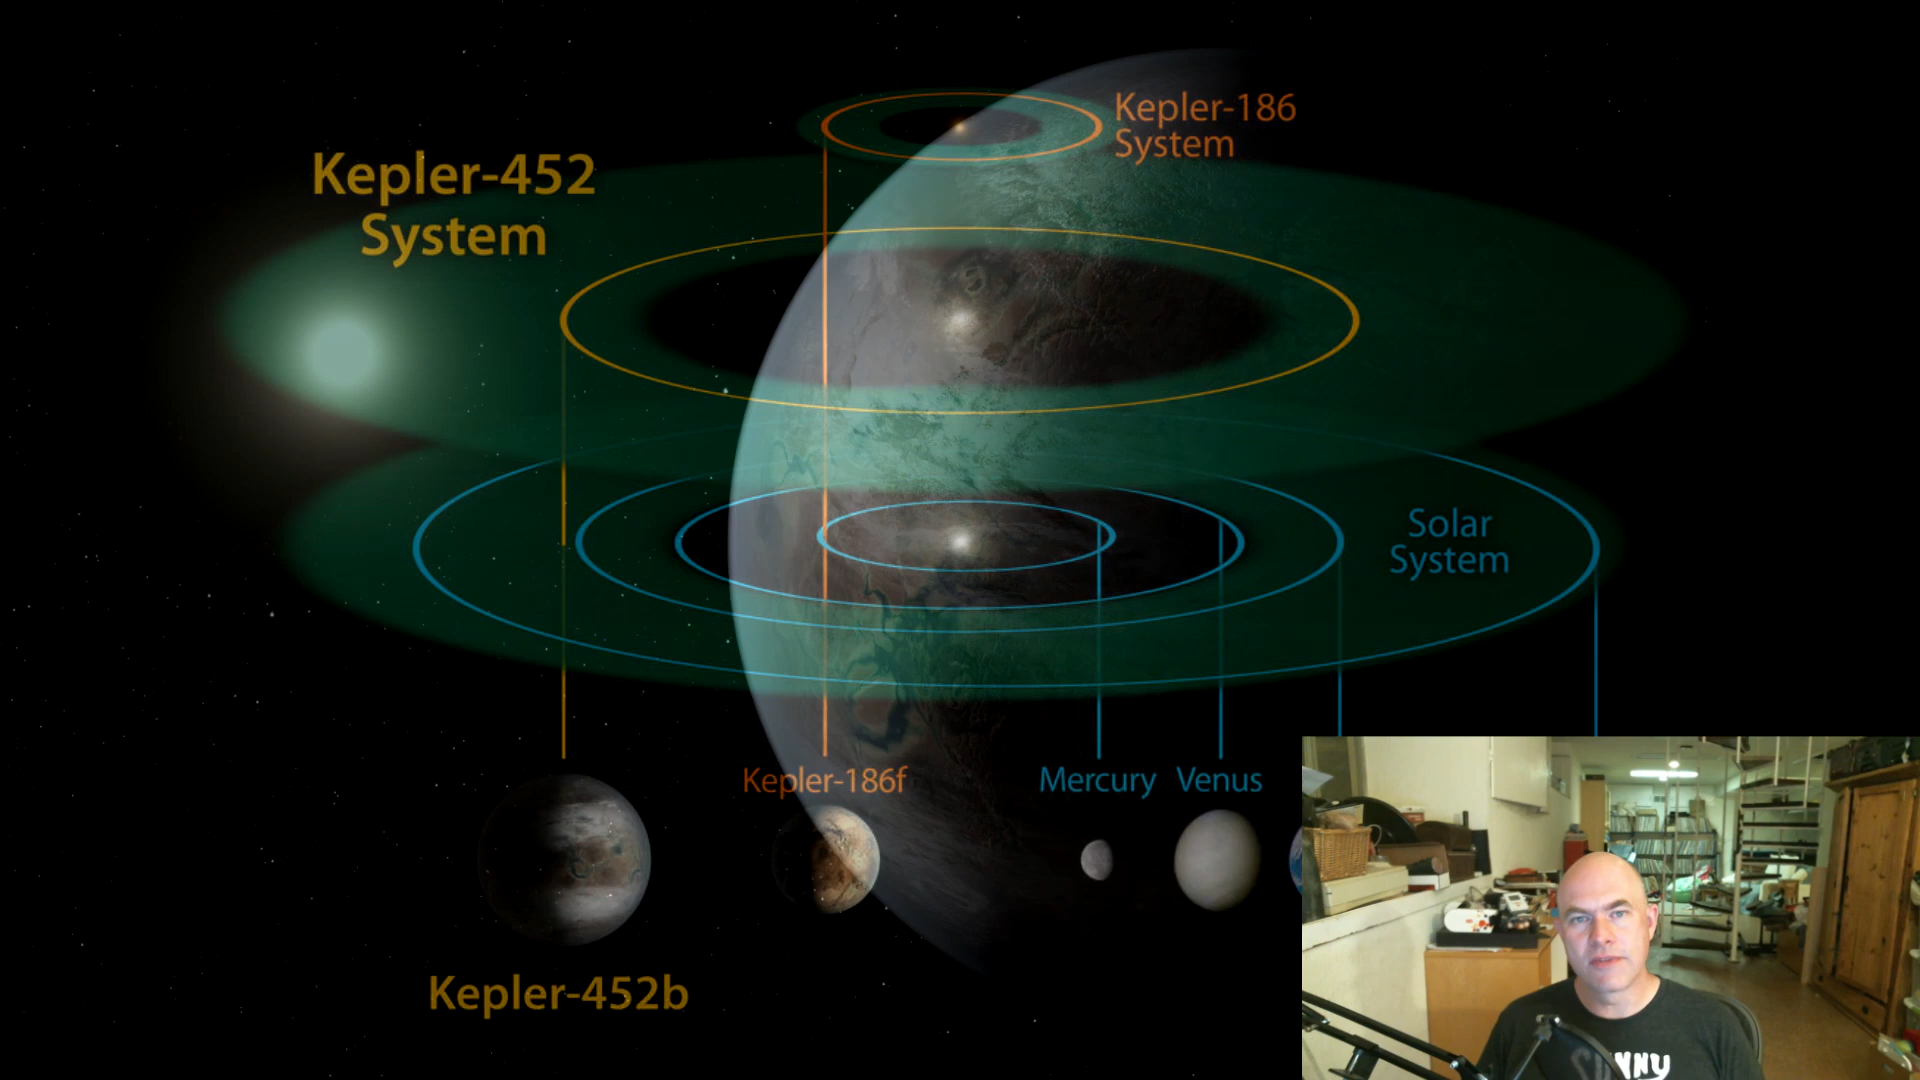 Kepler-186
System
Kepler-452
System
Solar
System
Kepler-186f
Mercury Venus
Kepler-452b